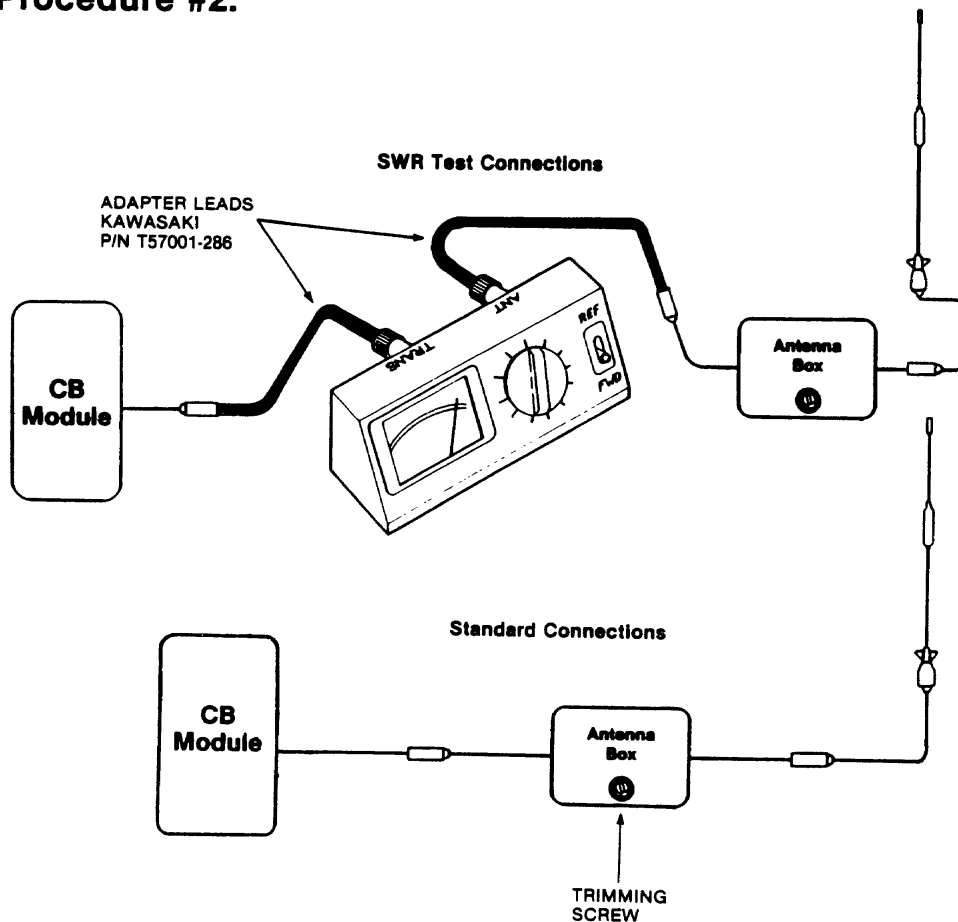 Procedure #2.
SWR Test Connections
ADAPTER LEADS
KAWASAKI
P/N T57001-286
TRANS
ANT
REF
FWD
CB
Module
Antenna
Box
Standard Connections
CB
Module
Antenna
Box
TRIMMING
SCREW